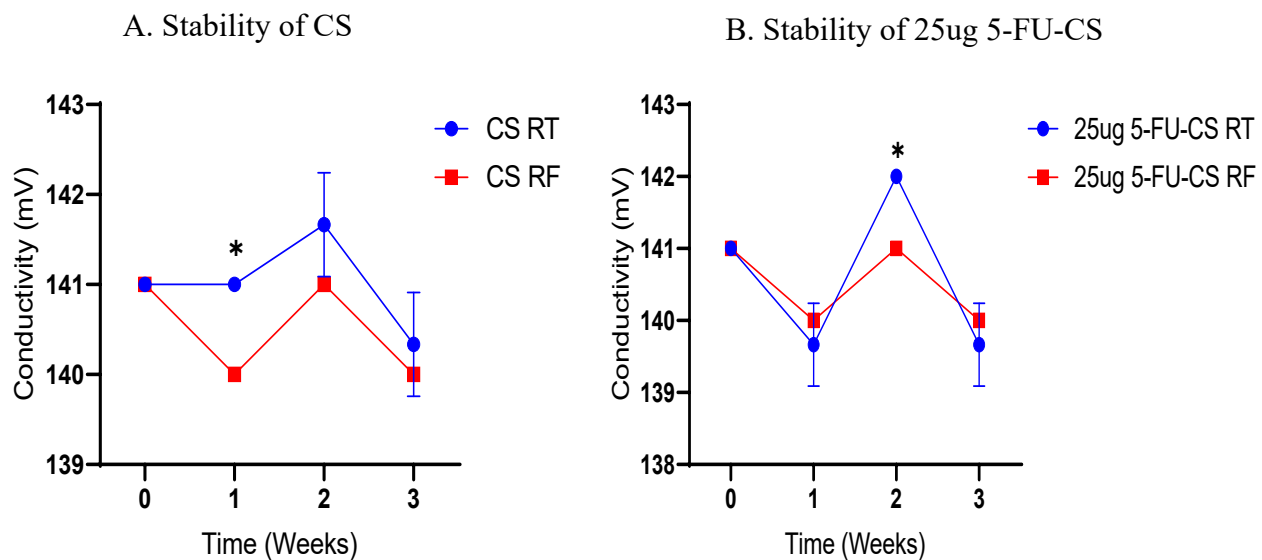 A. Stability of CS
143
142
141
140
139
Conductivity (mV)
0 1 2 3
Time (Weeks)
*
CS RT
CS RF
B. Stability of 25ug 5-FU-CS
143
142
141
140
139
138
Conductivity (mV)
0 1 2 3
Time (Weeks)
*
25ug 5-FU-CS RT
25ug 5-FU-CS RF